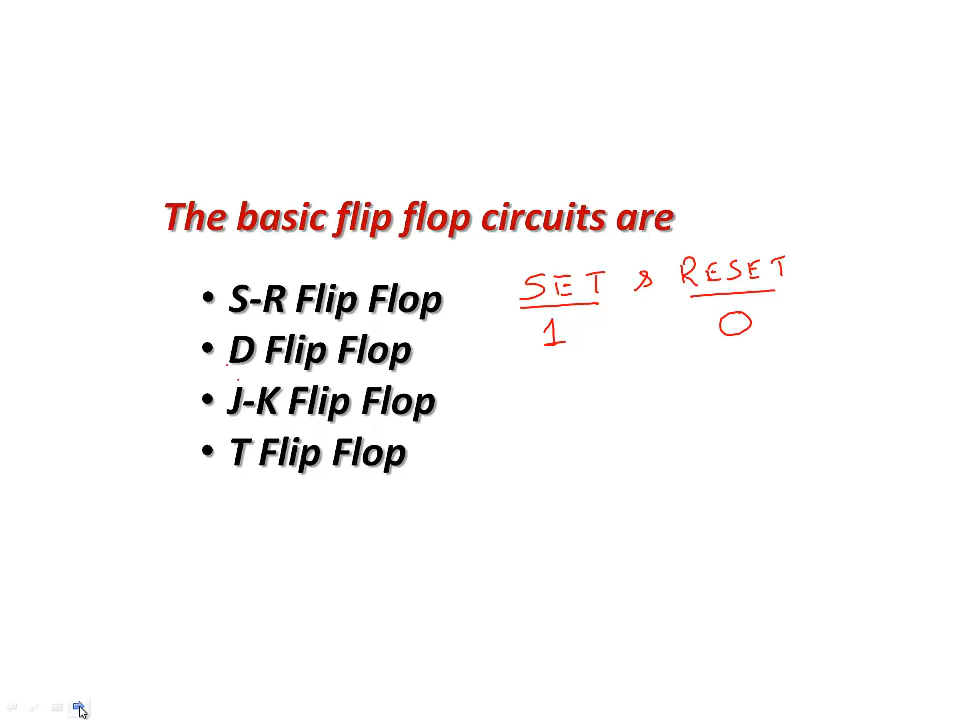 The basic flip flop circuits are
• S-R Flip Flop SET & RESET
1 0
• D Flip Flop
• J-K Flip Flop
• T Flip Flop